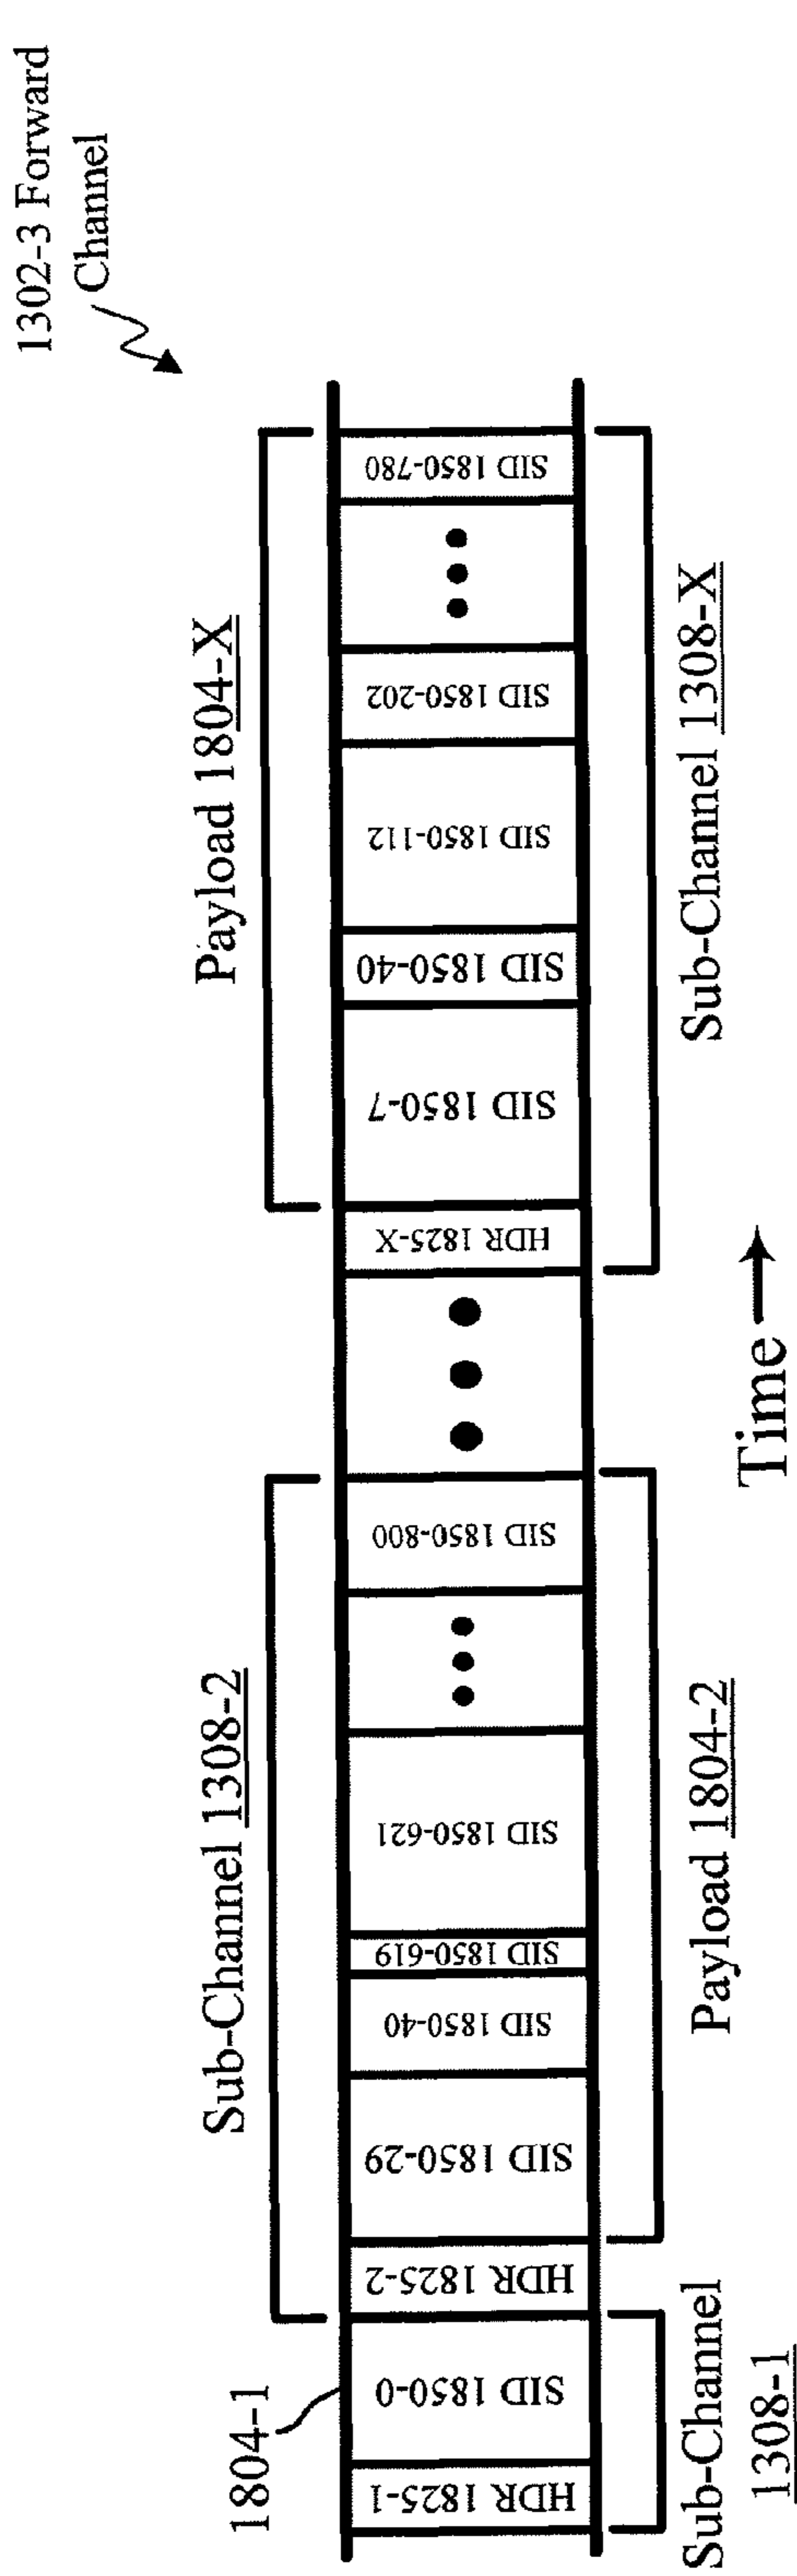 1302-3 Forward
Channel
Sub-Channel 1308-2
Payload 1804-X
1804-1
HDR 1825-1
SID 1850-0
HDR 1825-2
SID 1850-29
SID 1850-40
SID 1850-619
SID 1850-621
SID 1850-800
HDR 1825-X
SID 1850-7
SID 1850-40
SID 1850-112
SID 1850-202
SID 1850-780
Sub-Channel
1308-1
Payload 1804-2
Sub-Channel 1308-X
Time